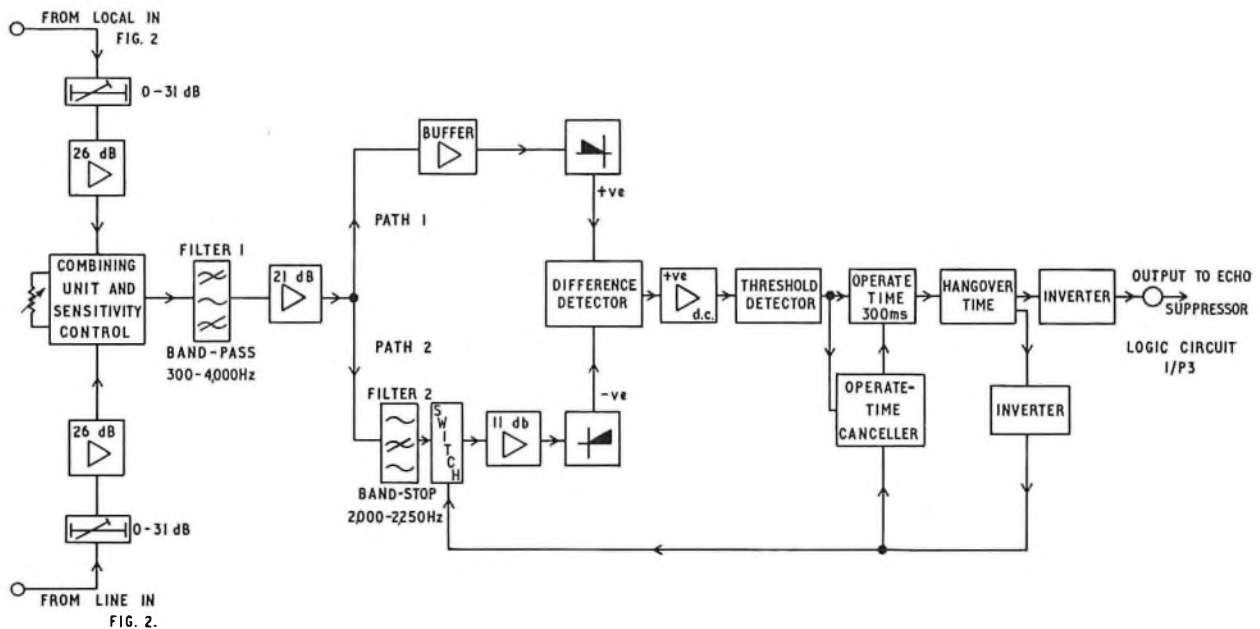 FROM LOCAL IN
FIG. 2
0-31 dB
26 dB
COMBINING
UNIT AND
SENSITIVITY
CONTROL
26 dB
0-31 dB
FROM LINE IN
FIG. 2.
FILTER 1
BAND-PASS
300-4,000Hz
21 dB
PATH 1
PATH 2
BUFFER
+ve
FILTER 2
BAND-STOP
2,000-2,250Hz
SWITCH
11 db
-ve
DIFFERENCE
DETECTOR
+ve
d.c.
THRESHOLD
DETECTOR
OPERATE
TIME
300ms
HANGOVER
TIME
INVERTER
OUTPUT TO ECHO
SUPPRESSOR
LOGIC CIRCUIT
I/P3
OPERATE-
TIME
CANCELLER
INVERTER